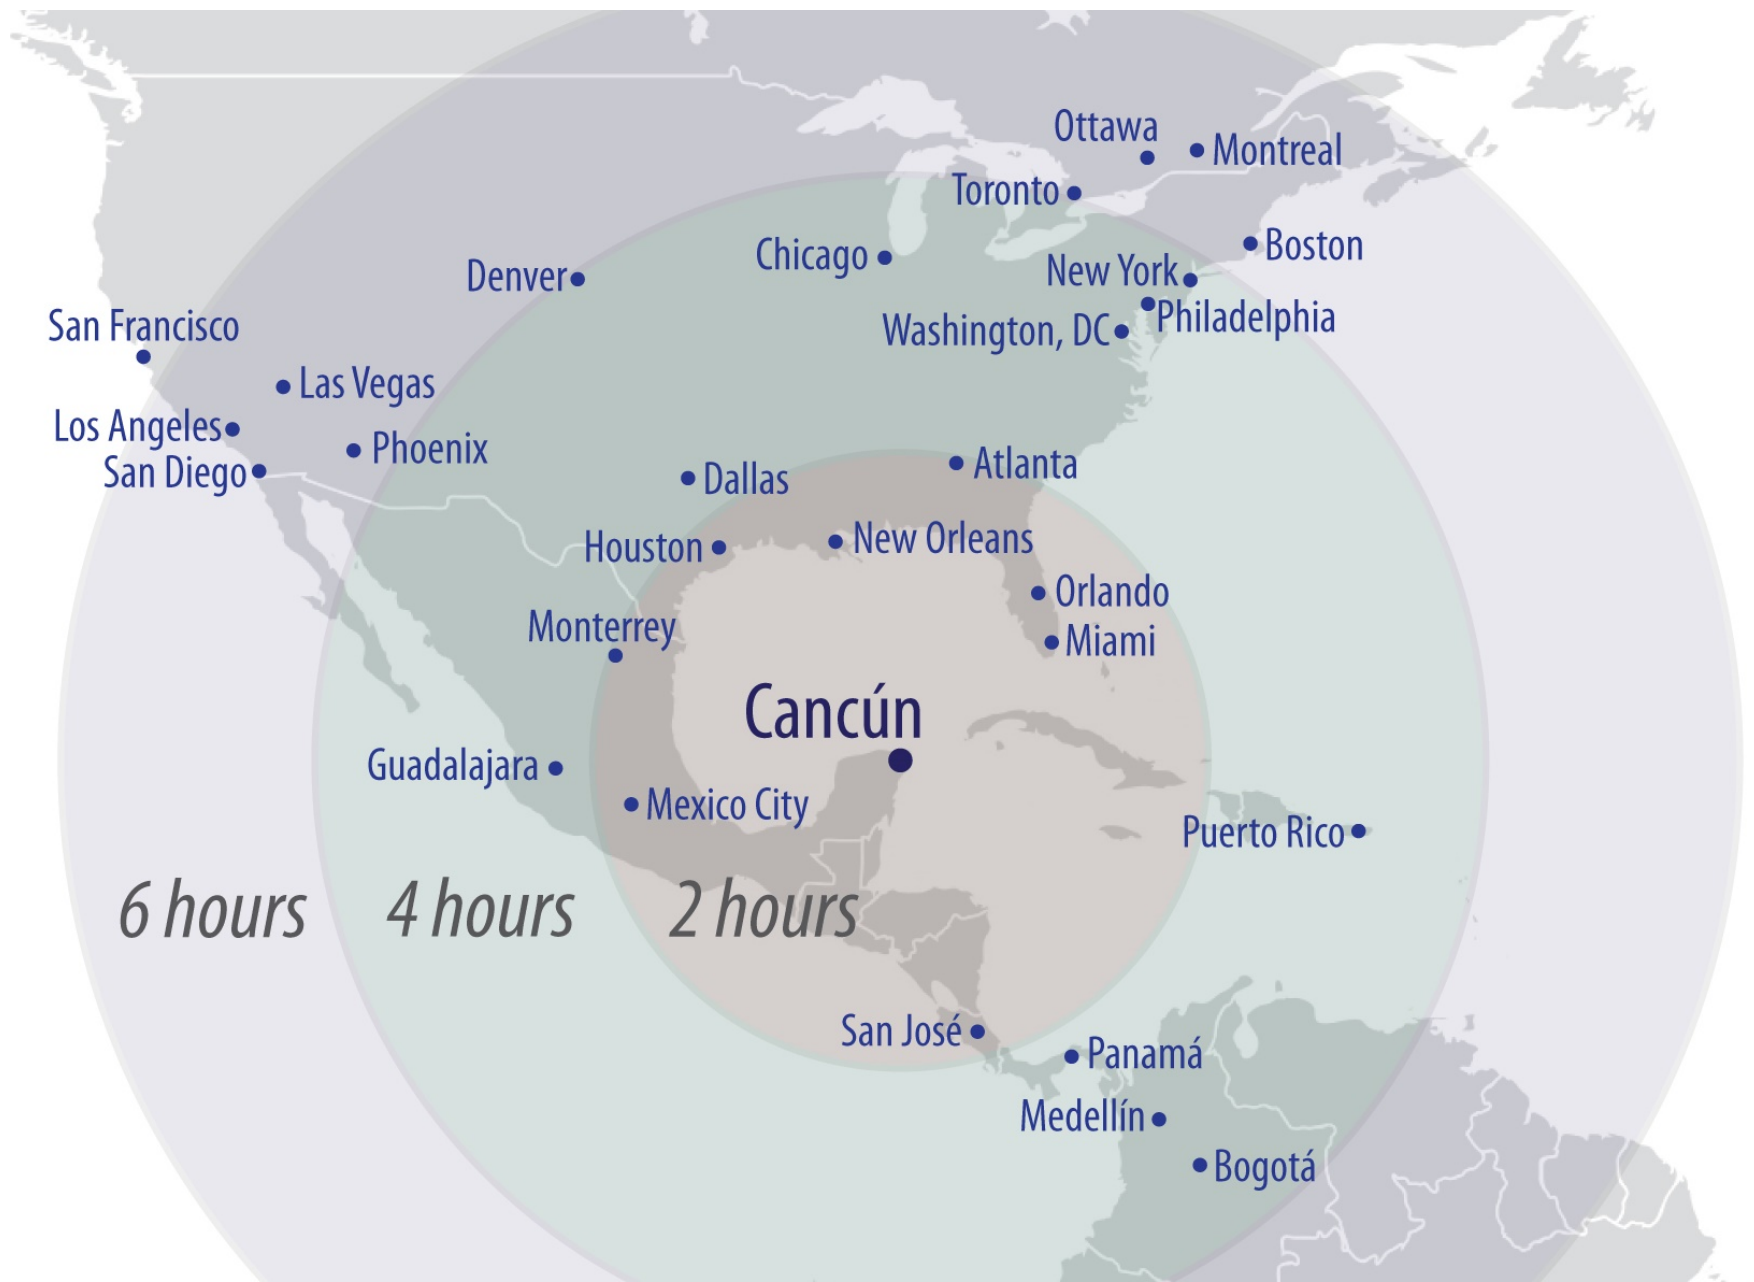 Ottawa
Montreal
Toronto
Boston
Chicago
New York
Denver
Philadelphia
San Francisco
Washington, DC
Las Vegas
Los Angeles
Phoenix
San Diego
Atlanta
Dallas
New Orleans
Houston
Orlando
Monterrey
Miami
Cancún
Guadalajara
Mexico City
Puerto Rico
6 hours
4 hours
2 hours
San José
Panamá
Medellín
Bogotá